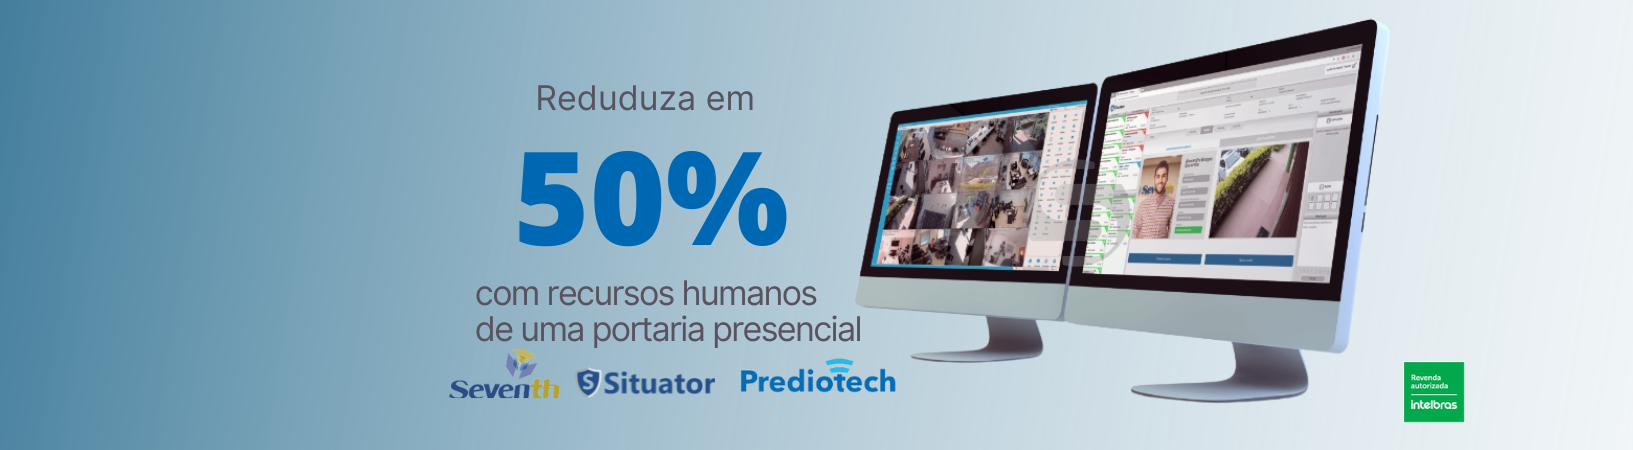 Reduduza em
50%
com recursos humanos
de uma portaria presencial
Seventh
Situator
Prediotech
Revenda
autorizada
intelbras